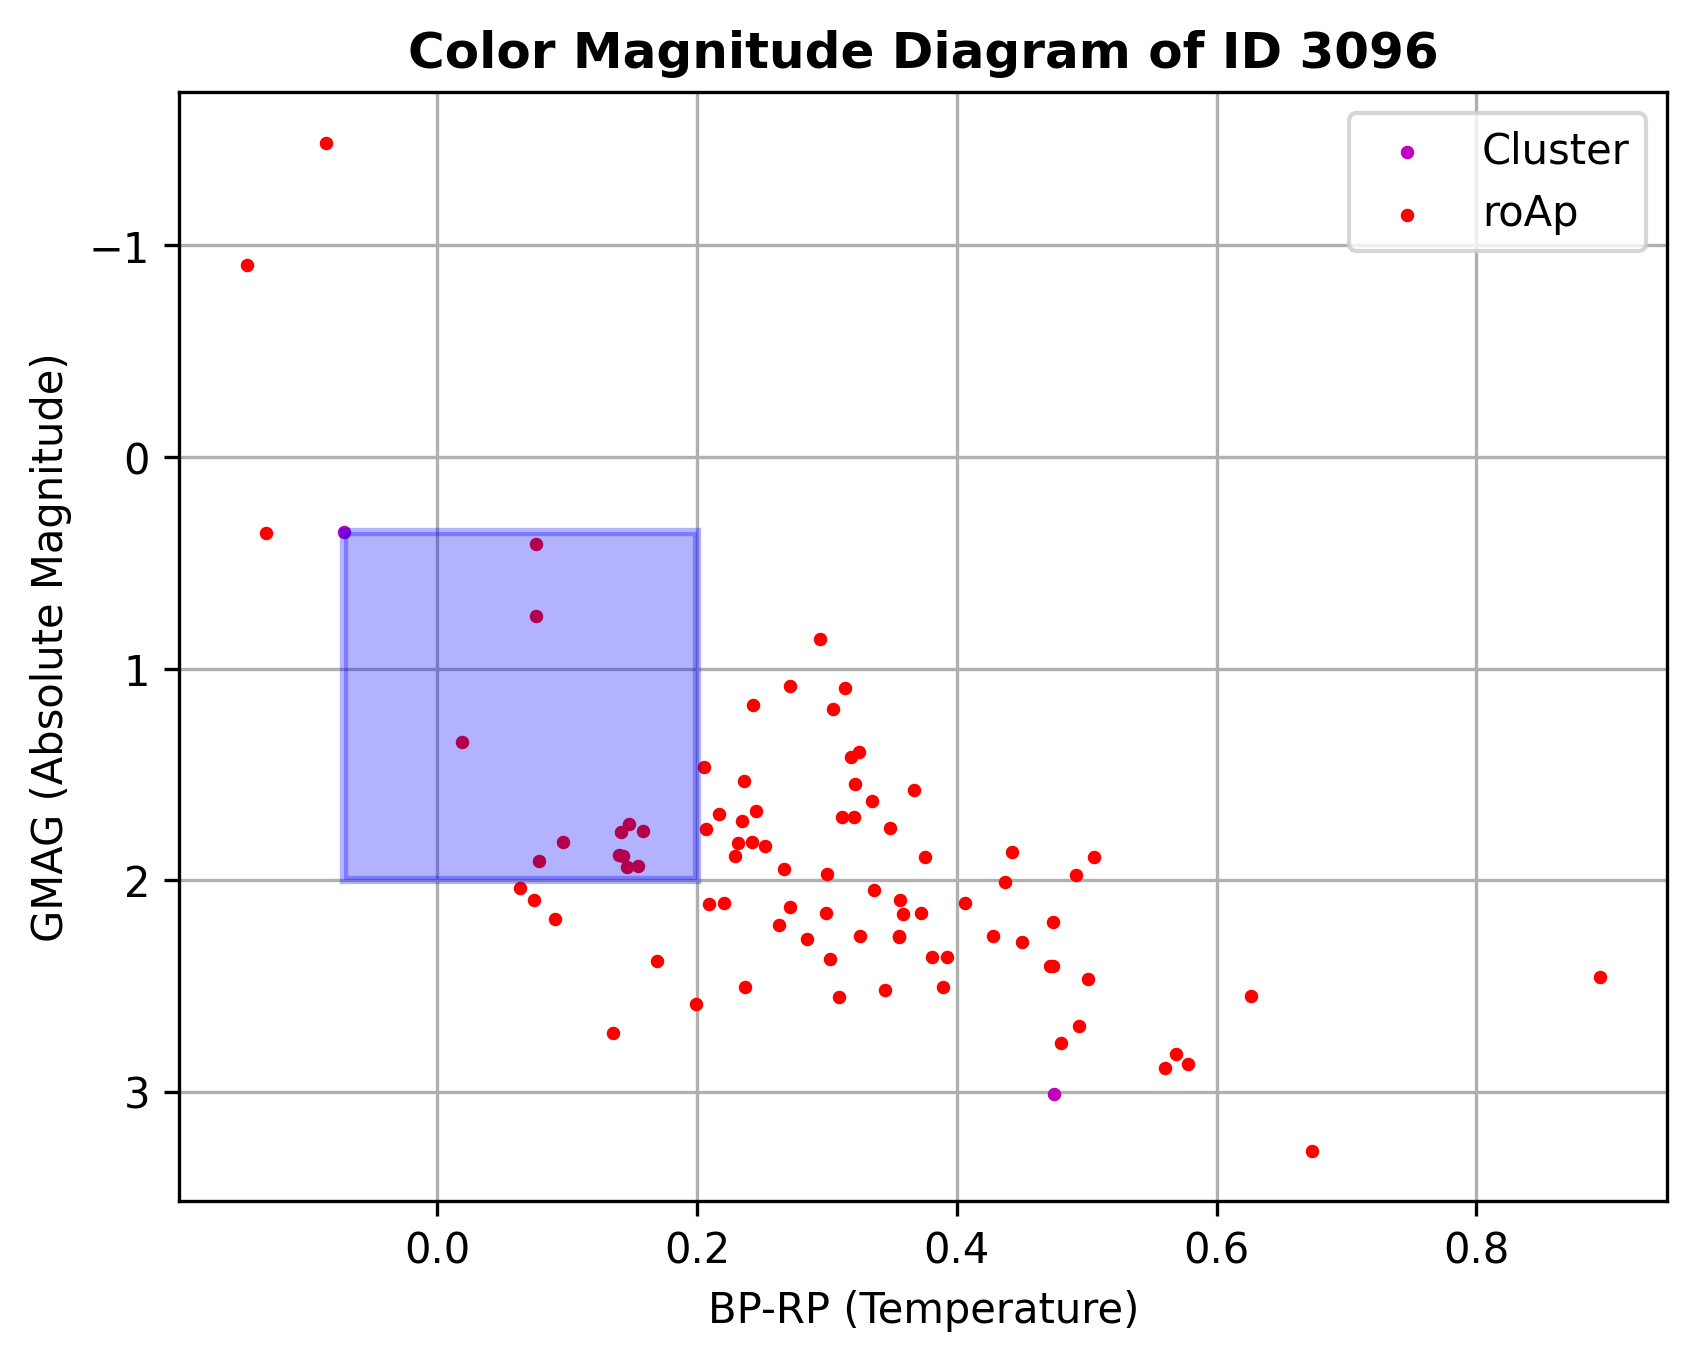 Color Magnitude Diagram of ID 3096
Cluster
roAp
−1
0
1
2
3
GMAG (Absolute Magnitude)
0.0 0.2 0.4 0.6 0.8
BP-RP (Temperature)